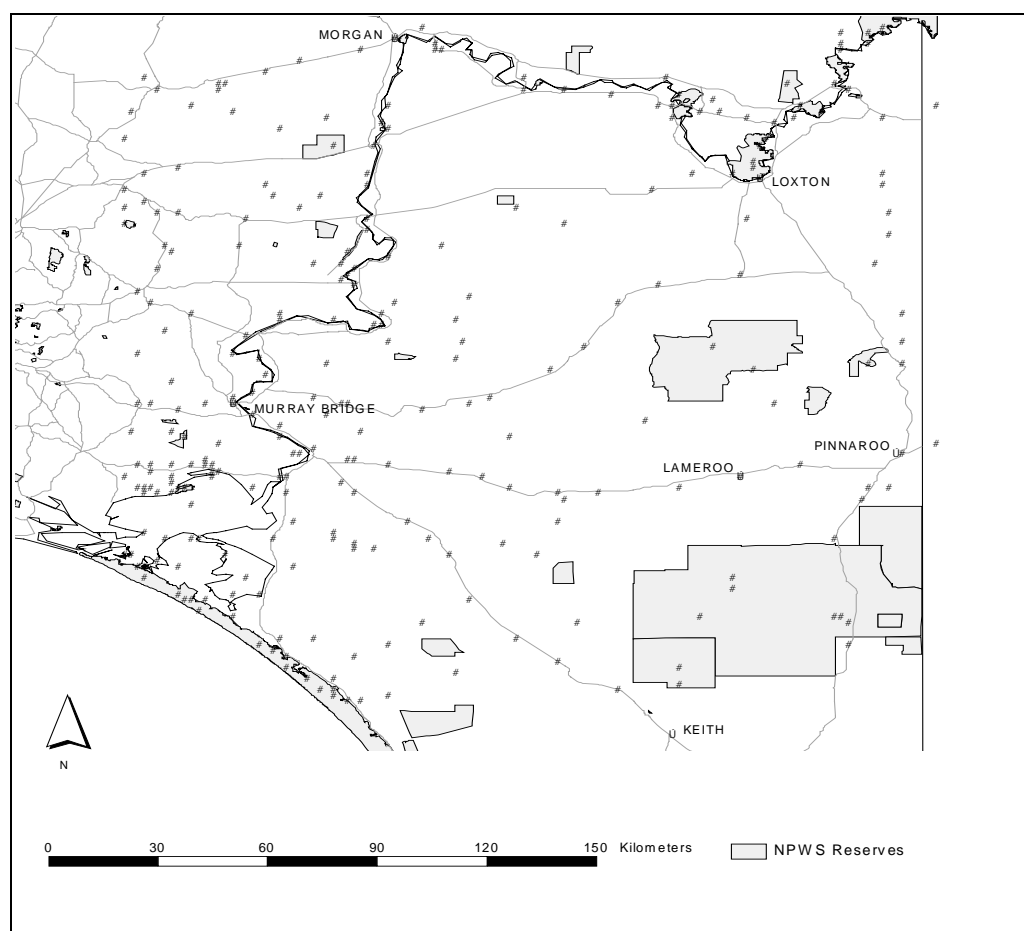 MORGAN
LOXTON
MURRAY BRIDGE
PINNAROO
LAMEROO
KEITH
N
0 30 60 90 120 150 Kilometers
NPWS Reserves